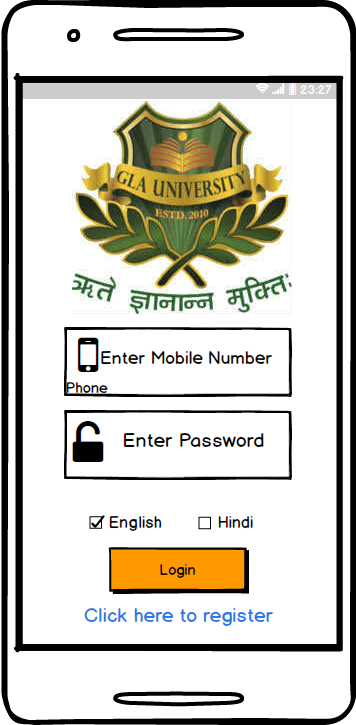 23:27
GLA UNIVERSITY
ESTD. 2010
ऋते ज्ञानान्न मुक्तिः
Enter Mobile Number
Phone
Enter Password
English Hindi
Login
Click here to register